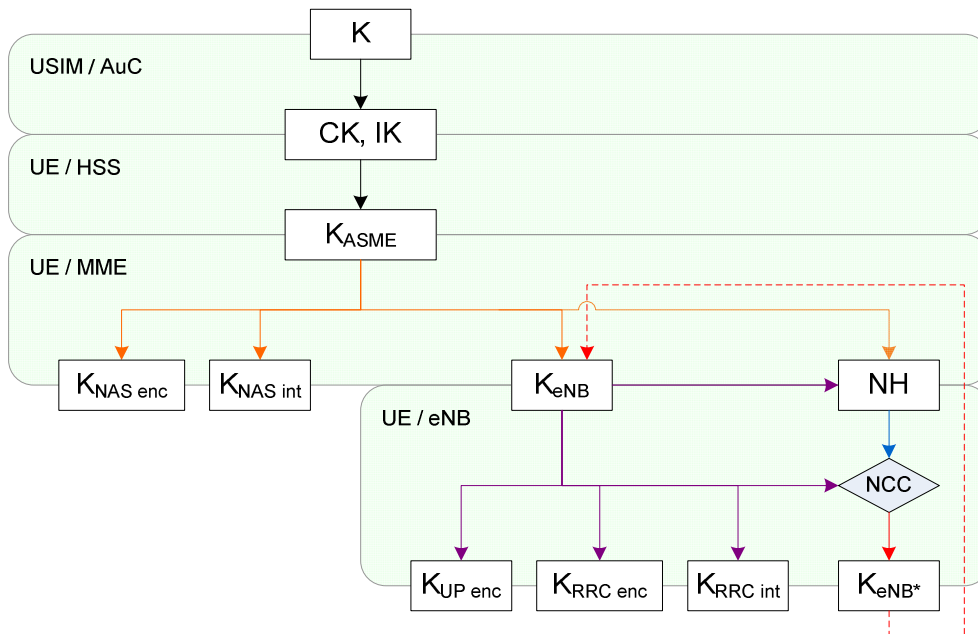 K
USIM / AuC
CK, IK
UE / HSS
KASME
UE / MME
KNAS enc
KNAS int
KeNB
NH
UE / eNB
NCC
KUP enc
KRRC enc
KRRC int
KeNB*